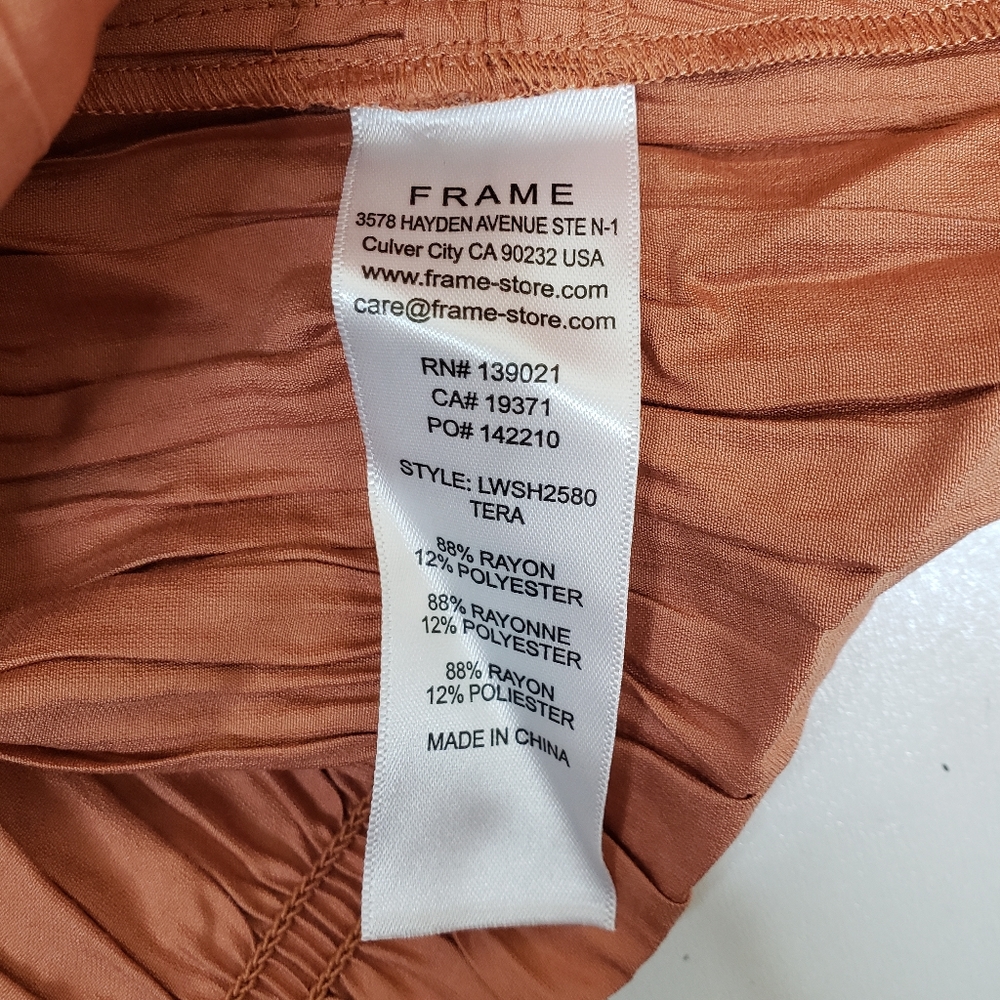 FRAME
3578 HAYDEN AVENUE STE N-1
Culver City CA 90232 USA
www.frame-store.com
care@frame-store.com
RN# 139021
CA# 19371
PO# 142210
STYLE: LWSH2580
TERA
88% RAYON
12% POLYESTER
88% RAYONNE
12% POLYESTER
88% RAYON
12% POLIESTER
MADE IN CHINA